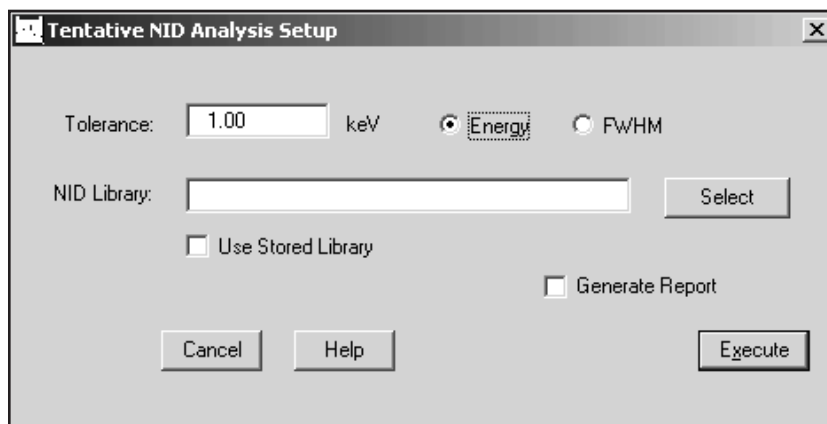 Tentative NID Analysis Setup
Tolerance: 1.00 keV Energy FWHM
NID Library: Select
Use Stored Library
Generate Report
Cancel Help Execute